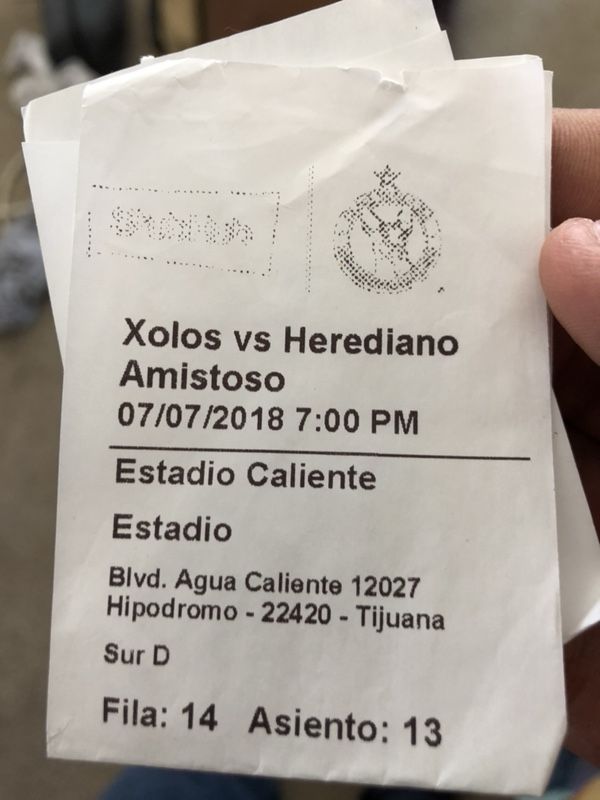 Xolos vs Herediano
Amistoso
07/07/2018 7:00 PM
Estadio Caliente
Estadio
Blvd. Agua Caliente 12027
Hipodromo - 22420 - Tijuana
Sur D
Fila: 14 Asiento: 13